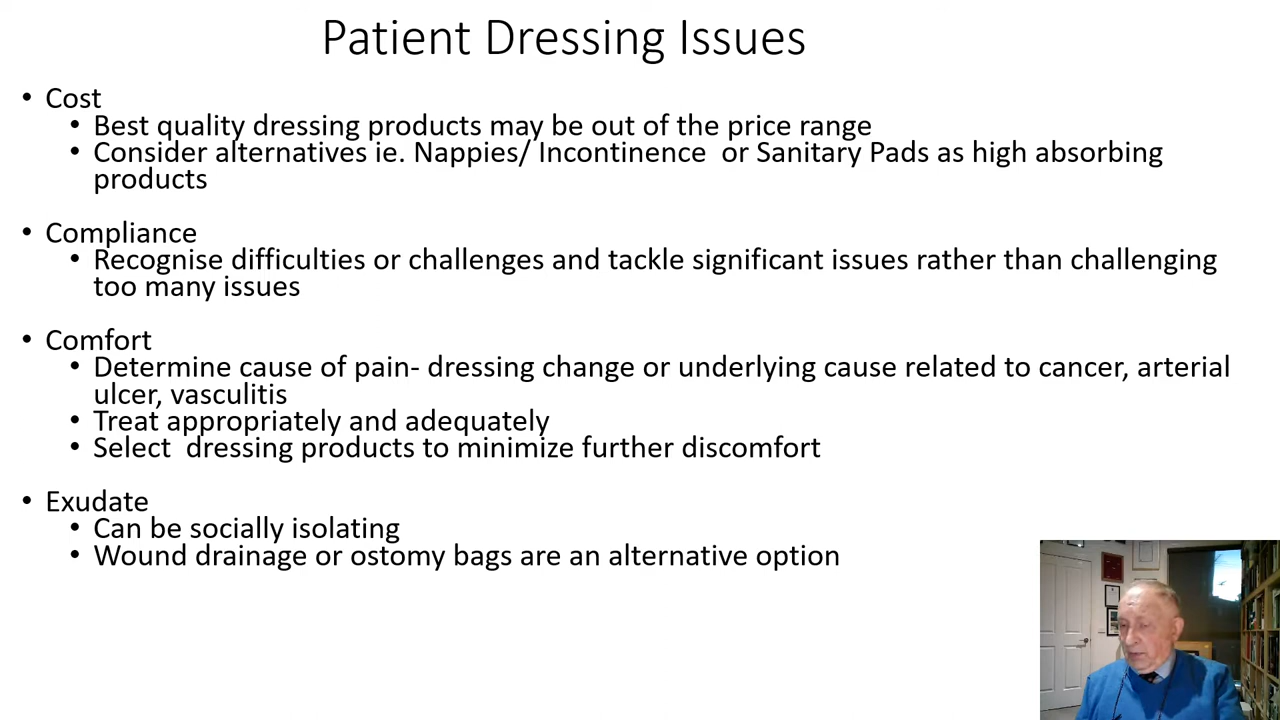 Patient Dressing Issues
• Cost
• Best quality dressing products may be out of the price range
• Consider alternatives ie. Nappies/ Incontinence  or Sanitary Pads as high absorbing
products
• Compliance
• Recognise difficulties or challenges and tackle significant issues rather than challenging
too many issues
• Comfort
• Determine cause of pain- dressing change or underlying cause related to cancer, arterial
ulcer, vasculitis
• Treat appropriately and adequately
• Select  dressing products to minimize further discomfort
• Exudate
• Can be socially isolating
• Wound drainage or ostomy bags are an alternative option